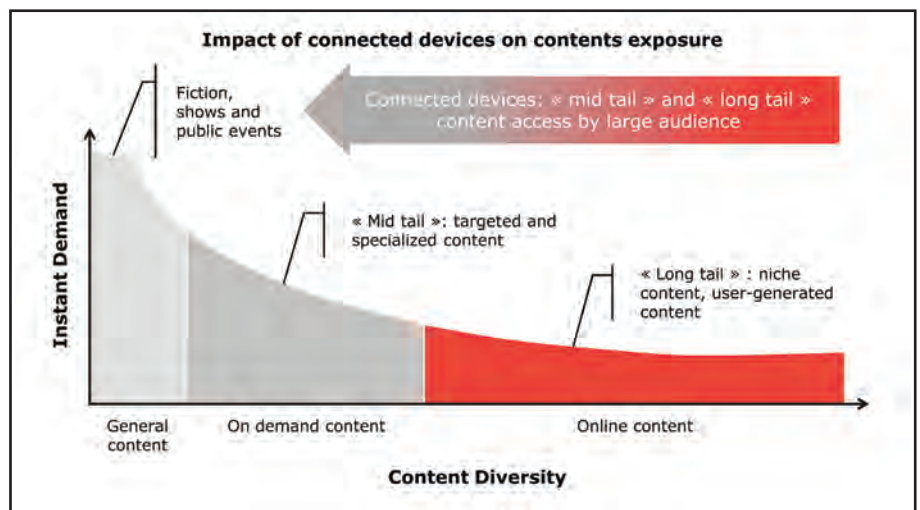 Impact of connected devices on contents exposure
Fiction,
shows and
public events
Connected devices: « mid tail » and « long tail »
content access by large audience
Instant Demand
« Mid tail »: targeted and
specialized content
« Long tail » : niche
content, user-generated
content
General
content
On demand content
Online content
Content Diversity